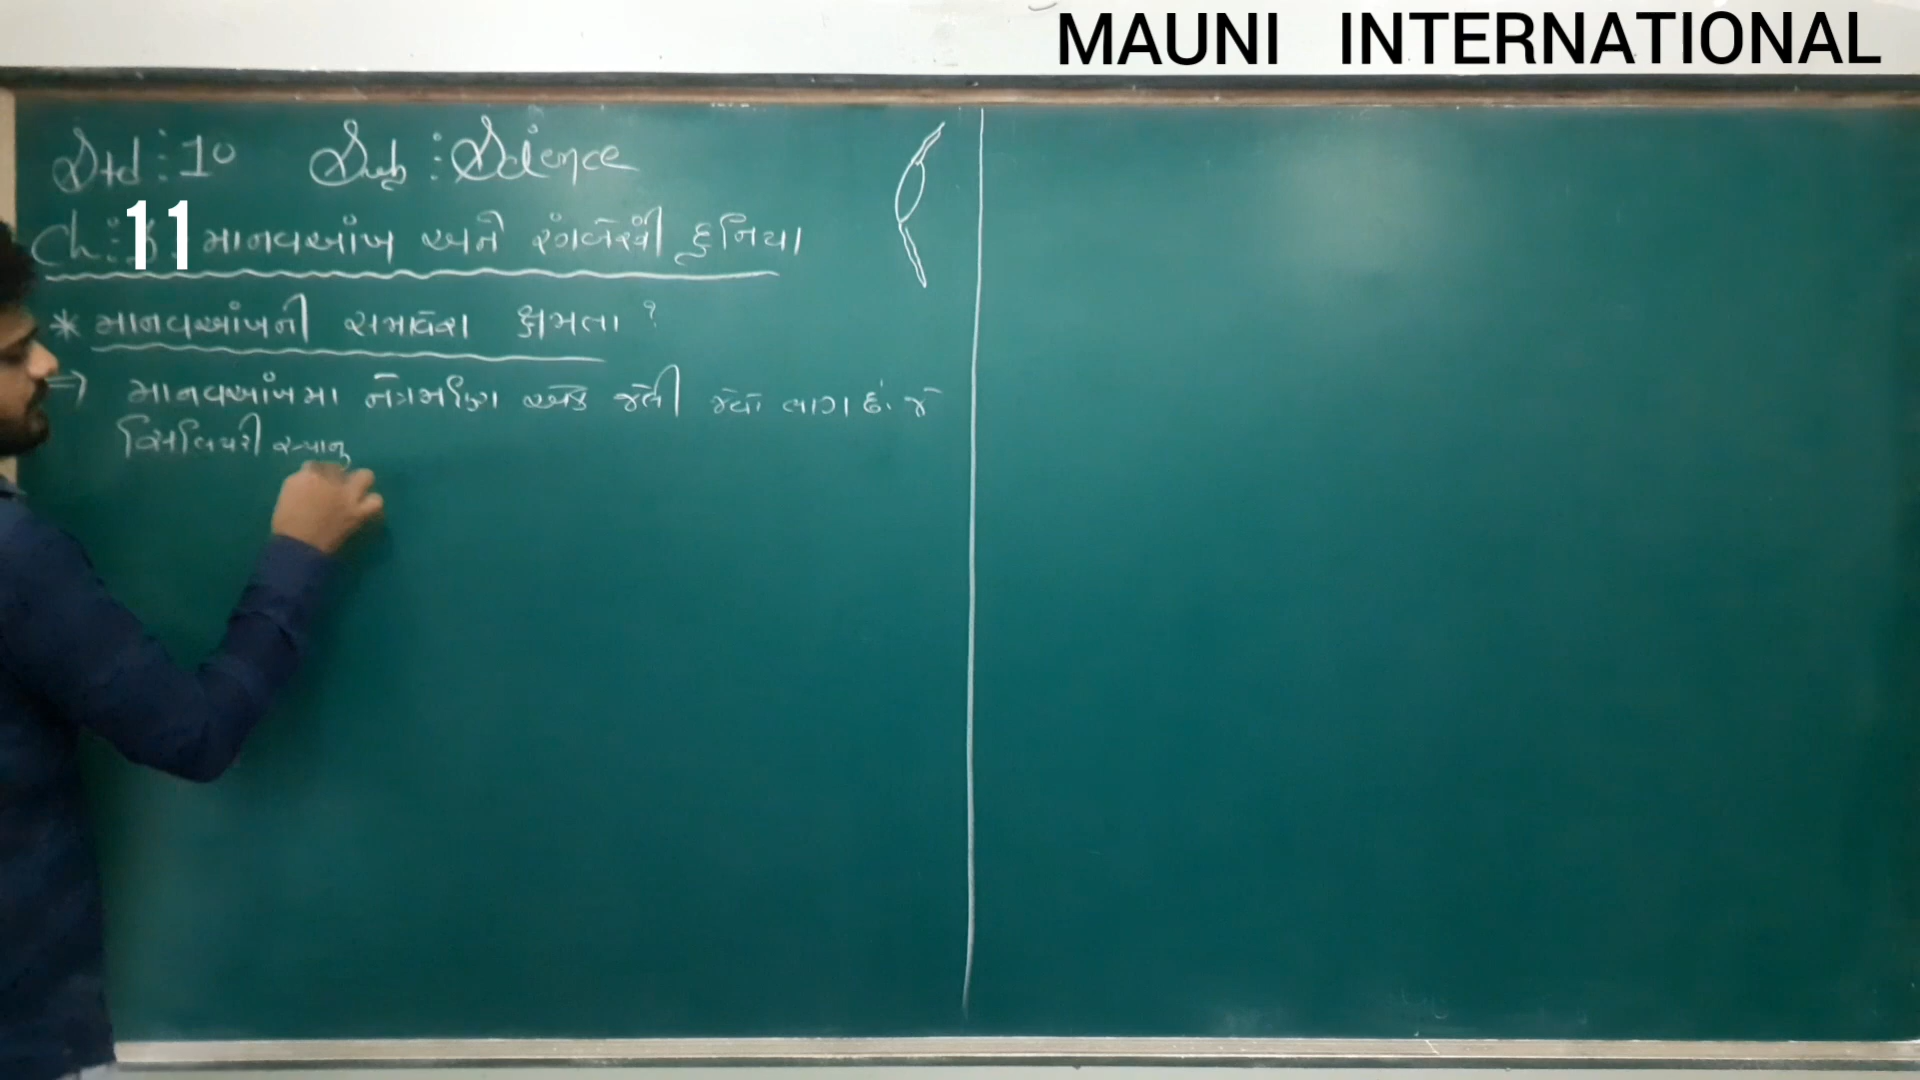 MAUNI INTERNATIONAL
Std : 10 Sub : Science
Ch : 11 માનવઆંખ અને રંગબેરંગી દુનિયા
* માનવઆંખની સમાવેશ ક્ષમતા ?
⇒ માનવઆંખમા નેત્રમણિ એક જેલી જેવો ભાગ છે. જે
સિલિયરી સ્નાયુ